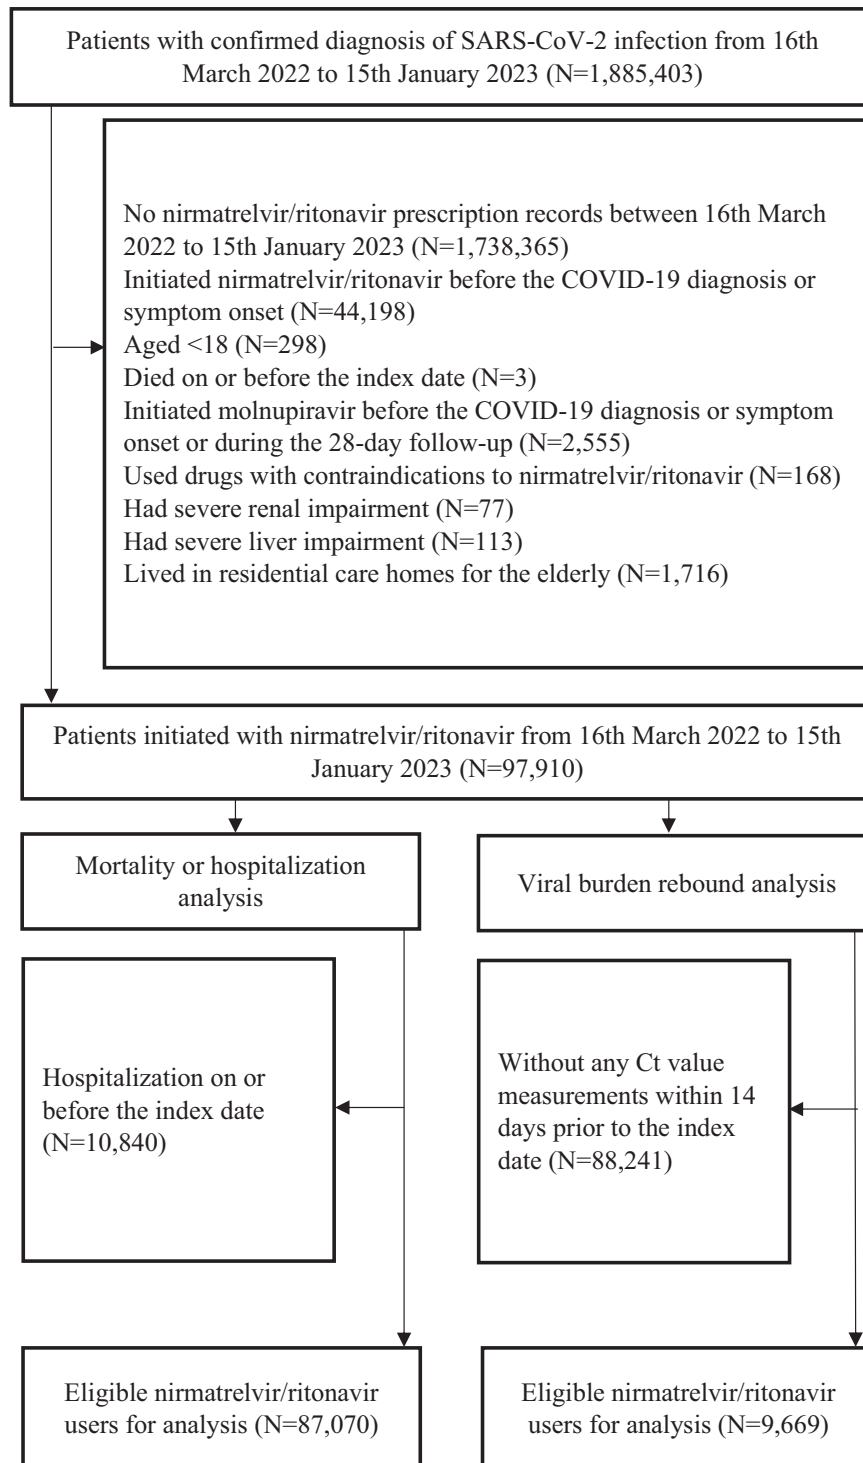 Patients with confirmed diagnosis of SARS-CoV-2 infection from 16th
March 2022 to 15th January 2023 (N=1,885,403)
No nirmatrelvir/ritonavir prescription records between 16th March
2022 to 15th January 2023 (N=1,738,365)
Initiated nirmatrelvir/ritonavir before the COVID-19 diagnosis or
symptom onset (N=44,198)
Aged <18 (N=298)
Died on or before the index date (N=3)
Initiated molnupiravir before the COVID-19 diagnosis or symptom
onset or during the 28-day follow-up (N=2,555)
Used drugs with contraindications to nirmatrelvir/ritonavir (N=168)
Had severe renal impairment (N=77)
Had severe liver impairment (N=113)
Lived in residential care homes for the elderly (N=1,716)
Patients initiated with nirmatrelvir/ritonavir from 16th March 2022 to 15th
January 2023 (N=97,910)
Mortality or hospitalization
analysis
Viral burden rebound analysis
Hospitalization on or
before the index date
(N=10,840)
Without any Ct value
measurements within 14
days prior to the index
date (N=88,241)
Eligible nirmatrelvir/ritonavir
users for analysis (N=87,070)
Eligible nirmatrelvir/ritonavir
users for analysis (N=9,669)